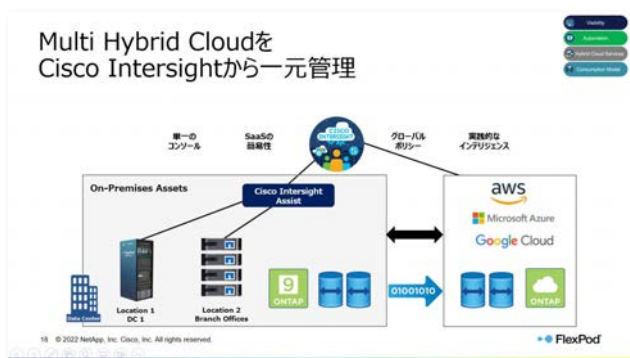 Multi Hybrid Cloudを
Cisco Intersightから一元管理
Visibility
Automation
Hybrid Cloud Services
Consumption Model
単一の
コンソール
SaaSの
簡易性
CISCO
INTERSIGHT
グローバル
ポリシー
実践的な
インテリジェンス
On-Premises Assets
Cisco Intersight
Assist
aws
Microsoft Azure
Google Cloud
9
ONTAP
01001010
ONTAP
Data Center
Location 1
DC 1
Location 2
Branch Offices
18 © 2022 NetApp, Inc. Cisco, Inc. All rights reserved.
FlexPod